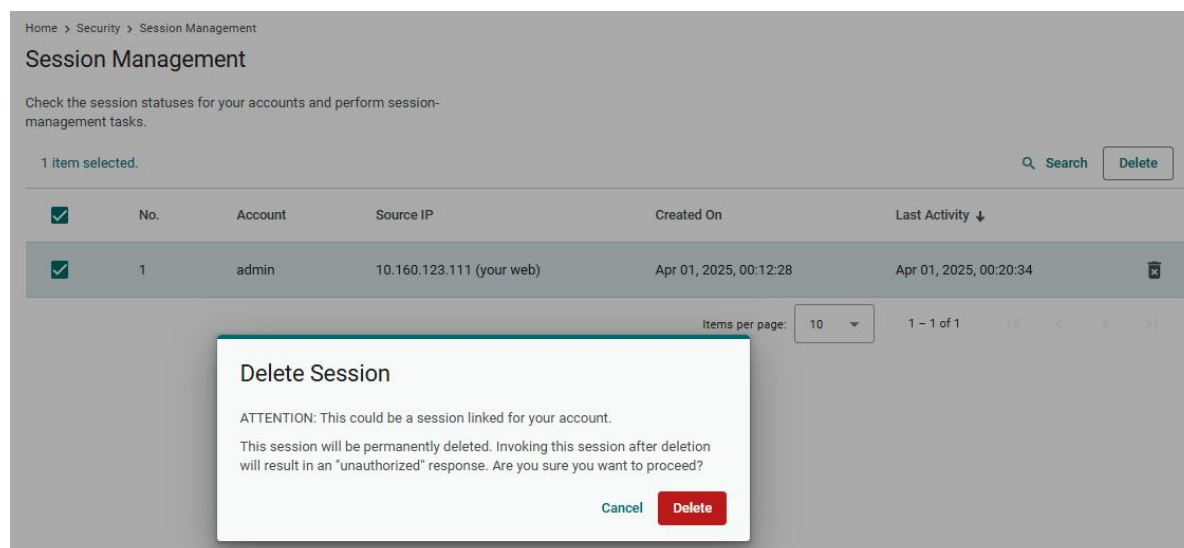 Home > Security > Session Management
Session Management
Check the session statuses for your accounts and perform session-
management tasks.
1 item selected.
Search
Delete
No. Account Source IP Created On Last Activity
1 admin 10.160.123.111 (your web) Apr 01, 2025, 00:12:28 Apr 01, 2025, 00:20:34
Items per page: 10 1 – 1 of 1
Delete Session
ATTENTION: This could be a session linked for your account.
This session will be permanently deleted. Invoking this session after deletion
will result in an "unauthorized" response. Are you sure you want to proceed?
Cancel Delete